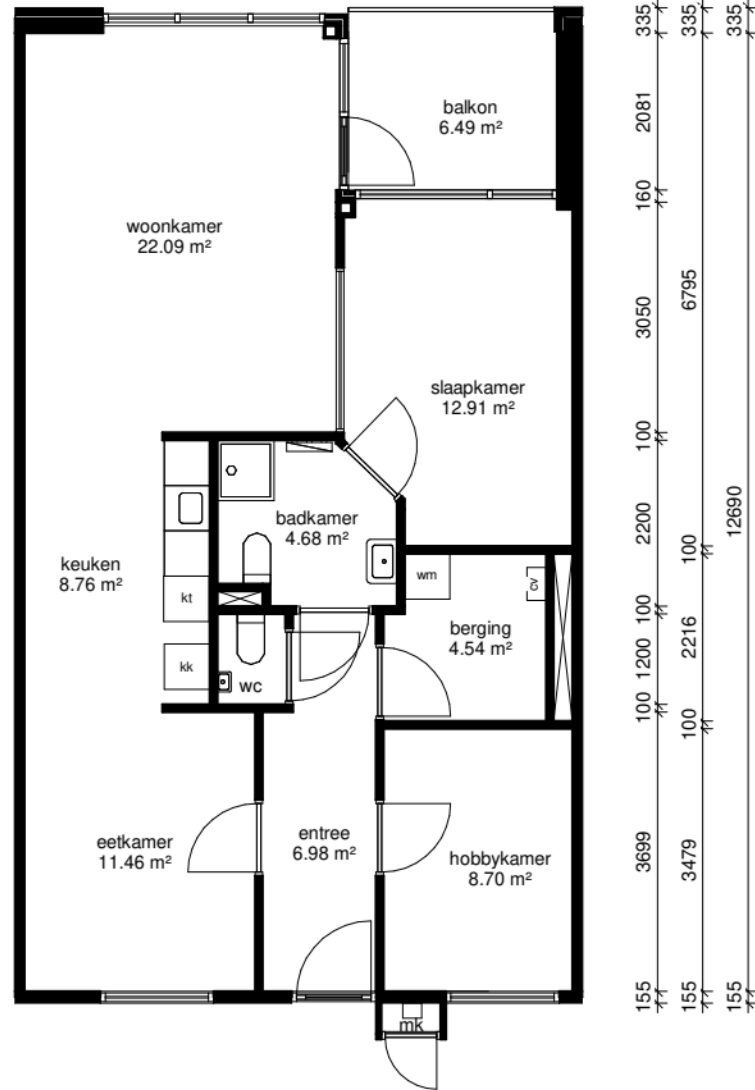 335
335
335
balkon
6.49 m²
2081
160
woonkamer
22.09 m²
6795
3050
slaapkamer
12.91 m²
100
12690
badkamer
4.68 m²
2200
keuken
8.76 m²
100
wm
cv
kt
100
berging
4.54 m²
2216
1200
kk
wc
100
100
eetkamer
11.46 m²
entree
6.98 m²
hobbykamer
8.70 m²
3699
3479
155
155
155
mk